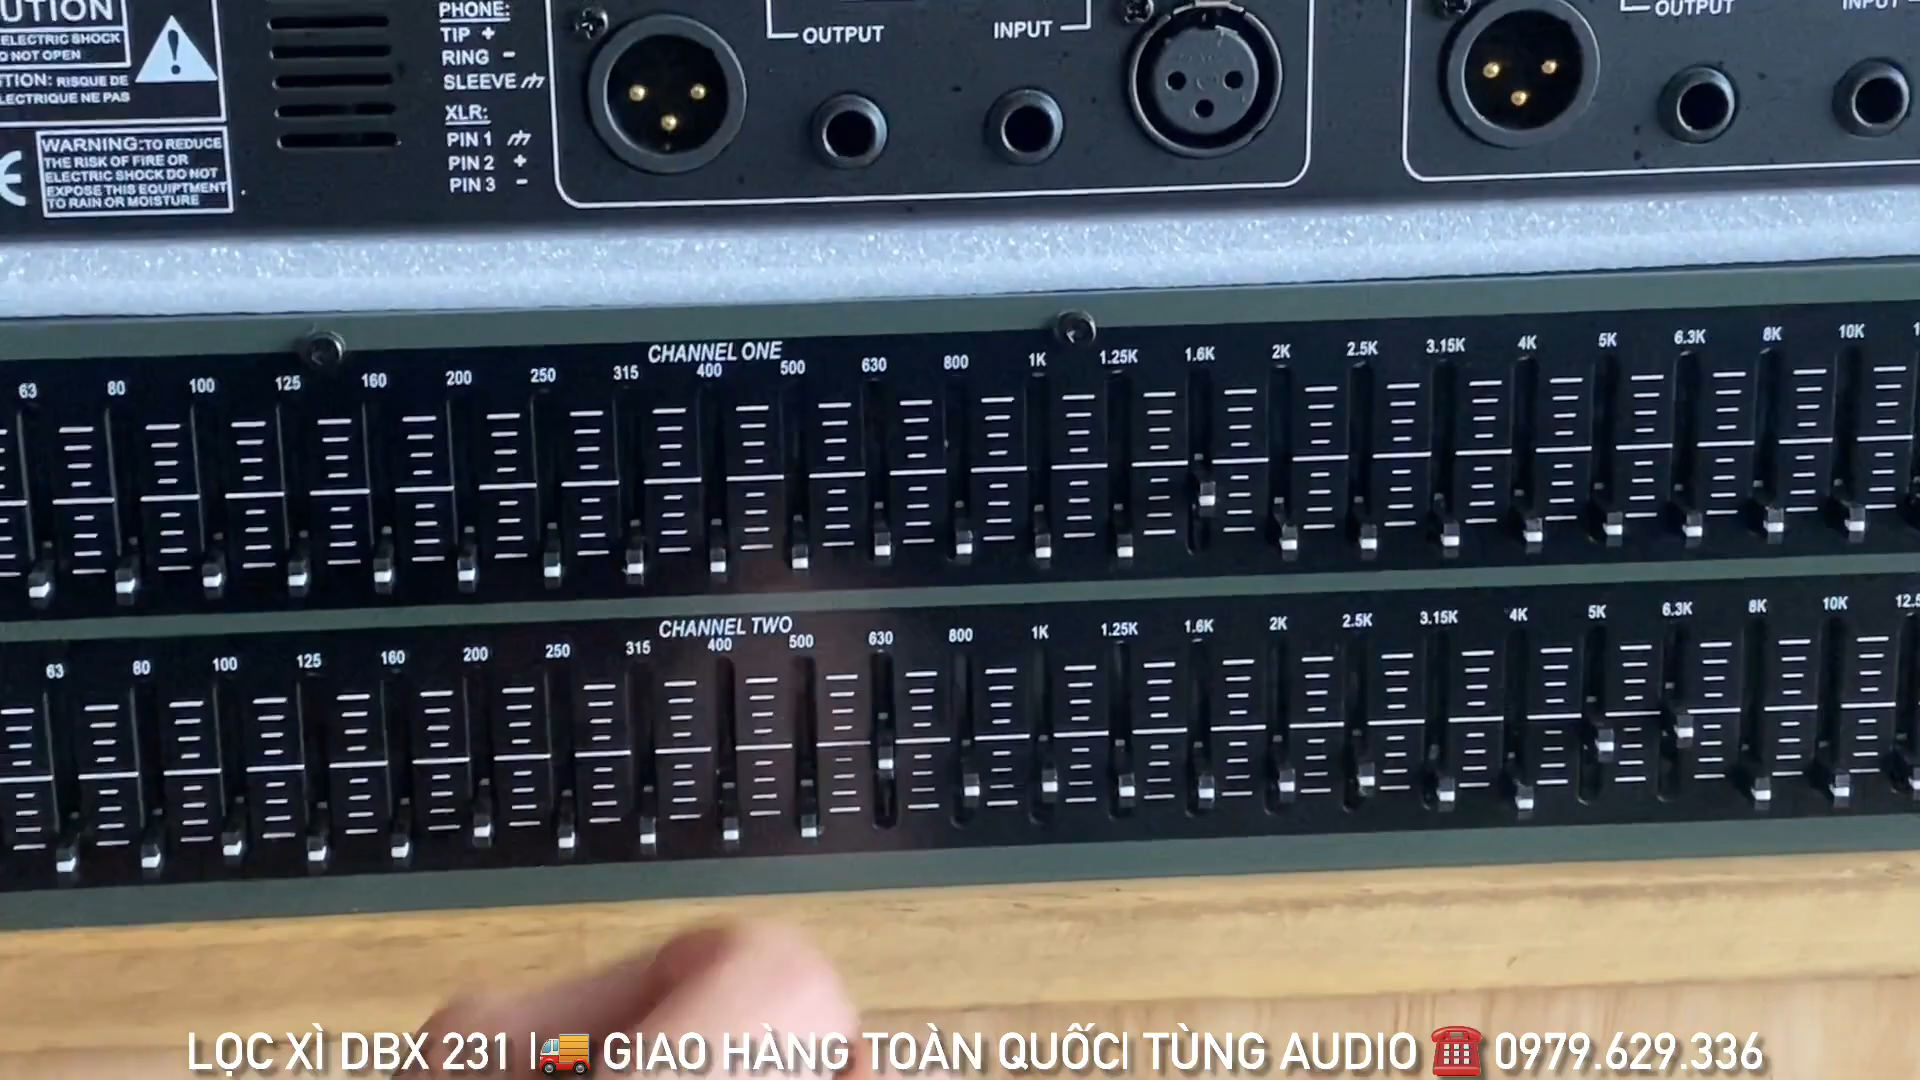 UTION
ELECTRIC SHOCK
O NOT OPEN
TION: RISQUE DE
LECTRIQUE NE PAS
CE
WARNING:TO REDUCE
THE RISK OF FIRE OR
ELECTRIC SHOCK DO NOT
EXPOSE THIS EQUIPTMENT
TO RAIN OR MOISTURE
PHONE:
TIP +
RING -
SLEEVE
XLR:
PIN 1
PIN 2 +
PIN 3 -
OUTPUT
INPUT
OUTPUT
INPUT
CHANNEL ONE
63 80 100 125 160 200 250 315 400 500 630 800 1K 1.25K 1.6K 2K 2.5K 3.15K 4K 5K 6.3K 8K 10K
CHANNEL TWO
63 80 100 125 160 200 250 315 400 500 630 800 1K 1.25K 1.6K 2K 2.5K 3.15K 4K 5K 6.3K 8K 10K 12.5
LỌC XÌ DBX 231 |🚚 GIAO HÀNG TOÀN QUỐC| TÙNG AUDIO ☎️ 0979.629.336